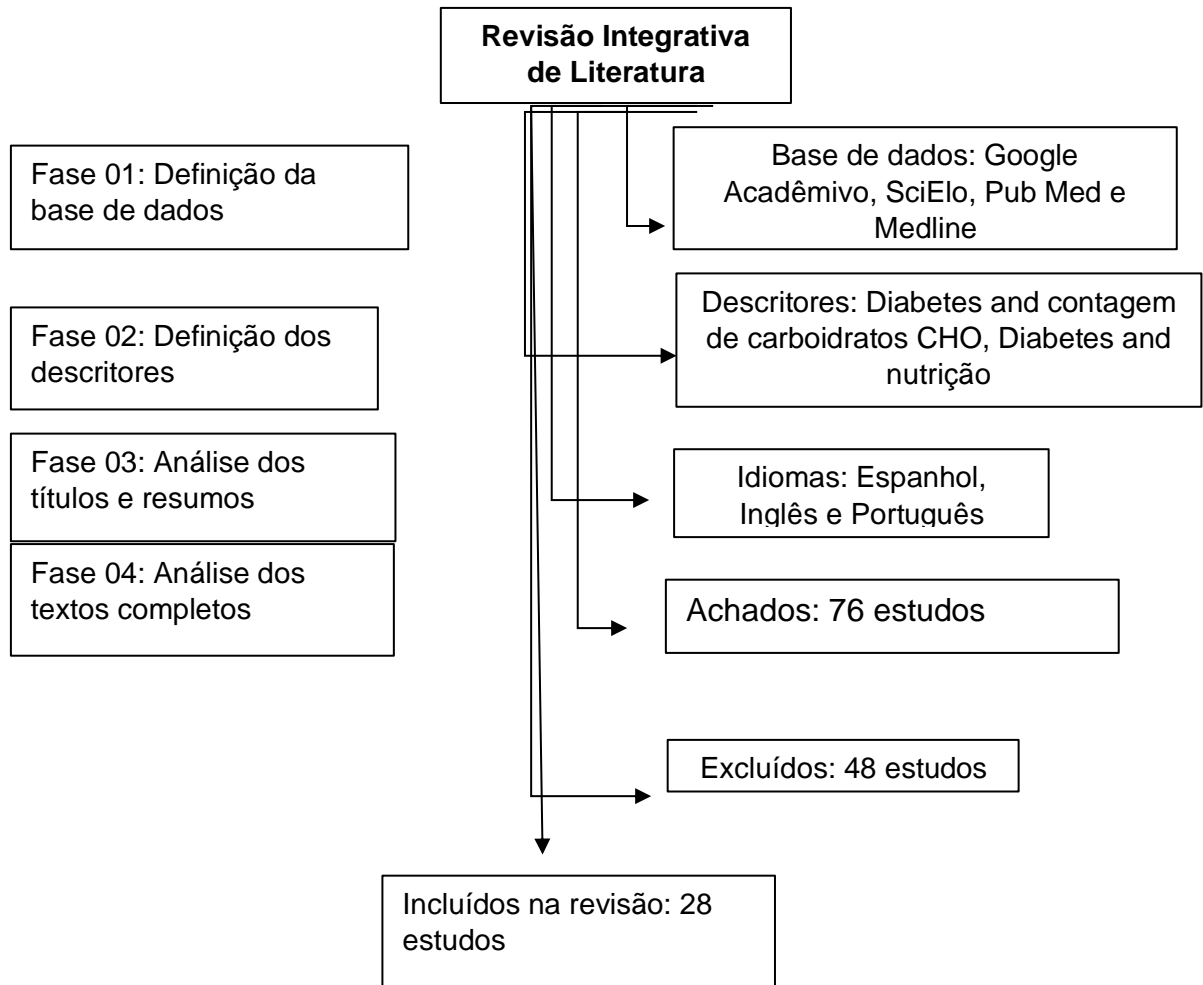 Revisão Integrativa
de Literatura
Fase 01: Definição da
base de dados
Base de dados: Google
Acadêmivo, SciElo, Pub Med e
Medline
Fase 02: Definição dos
descritores
Descritores: Diabetes and contagem
de carboidratos CHO, Diabetes and
nutrição
Fase 03: Análise dos
títulos e resumos
Idiomas: Espanhol,
Inglês e Português
Fase 04: Análise dos
textos completos
Achados: 76 estudos
Excluídos: 48 estudos
Incluídos na revisão: 28
estudos